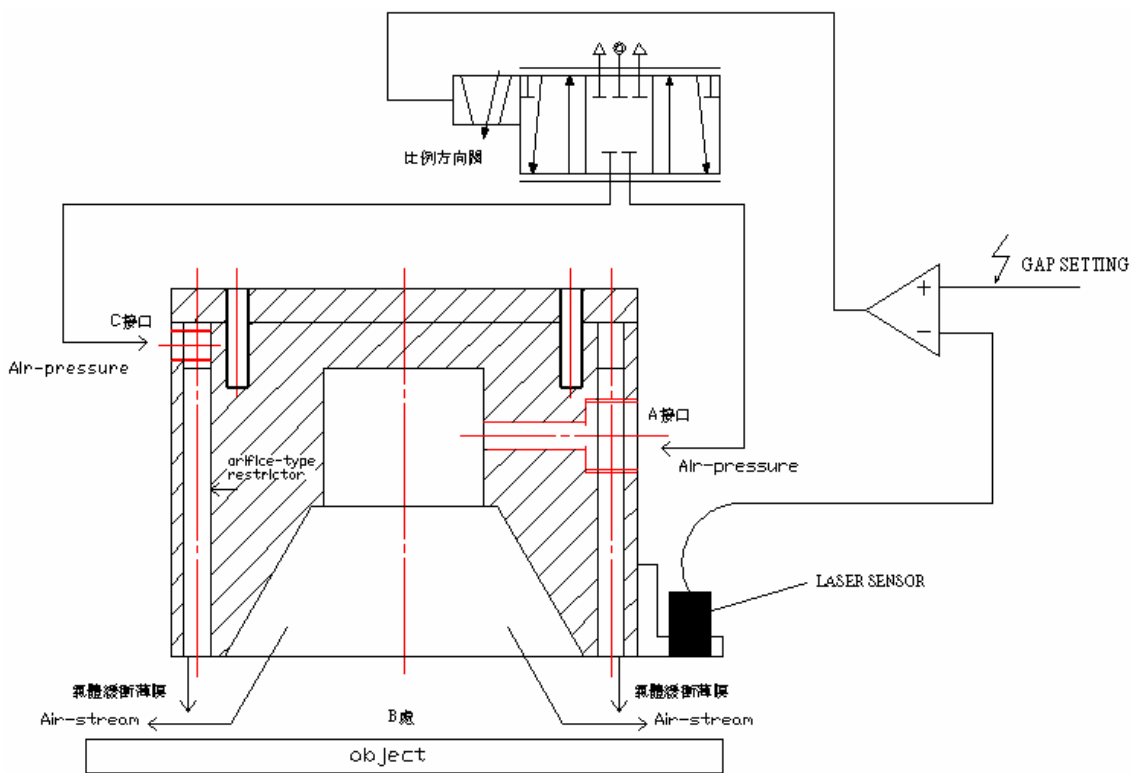 比例方向閥
GAP SETTING
+
−
C接口
Air-pressure
A接口
Air-pressure
orifice-type
restrictor
LASER SENSOR
氣體緩衝薄膜
氣體緩衝薄膜
Air-stream
B處
Air-stream
object